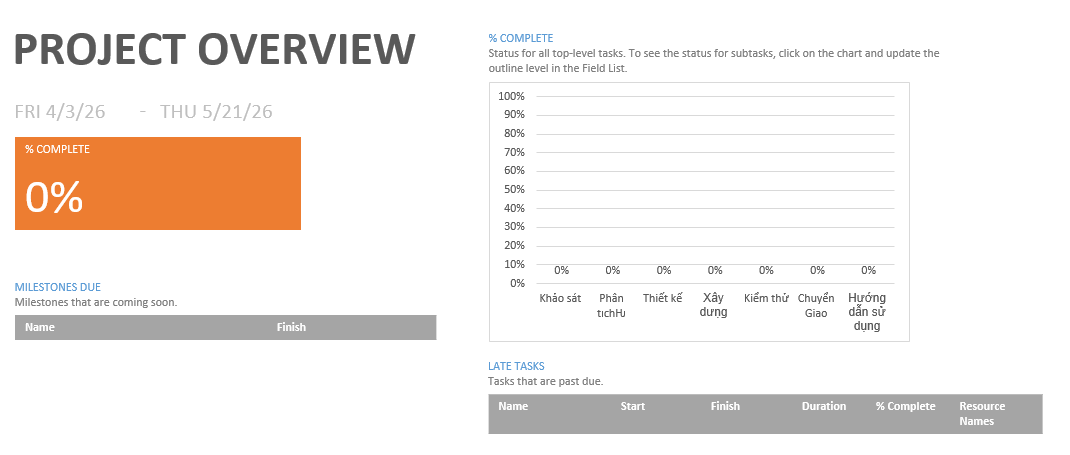 PROJECT OVERVIEW
FRI 4/3/26 - THU 5/21/26
% COMPLETE
0%
MILESTONES DUE
Milestones that are coming soon.
Name Finish
% COMPLETE
Status for all top-level tasks. To see the status for subtasks, click on the chart and update the
outline level in the Field List.
100%
90%
80%
70%
60%
50%
40%
30%
20%
10%
0%
0% 0% 0% 0% 0% 0% 0%
Khảo sát Phân Thiết kế Xây Kiểm thử Chuyển Hướng
dựng Giao dẫn sử
dụng
LATE TASKS
Tasks that are past due.
Name Start Finish Duration % Complete Resource
Names